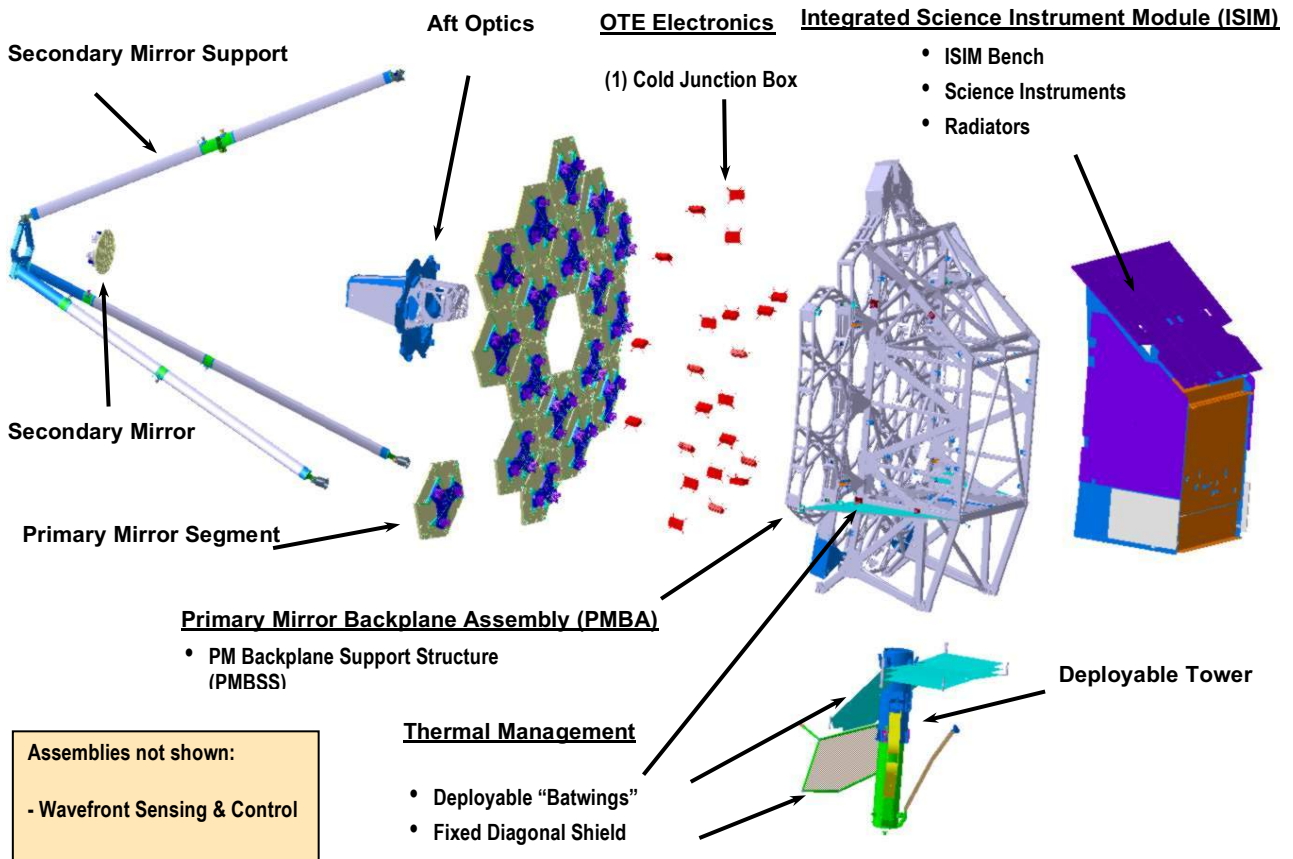 Aft Optics
OTE Electronics
Integrated Science Instrument Module (ISIM)
Secondary Mirror Support
(1) Cold Junction Box
• ISIM Bench
• Science Instruments
• Radiators
Secondary Mirror
Primary Mirror Segment
Primary Mirror Backplane Assembly (PMBA)
• PM Backplane Support Structure
(PMBSS)
Deployable Tower
Thermal Management
• Deployable “Batwings”
• Fixed Diagonal Shield
Assemblies not shown:
- Wavefront Sensing & Control